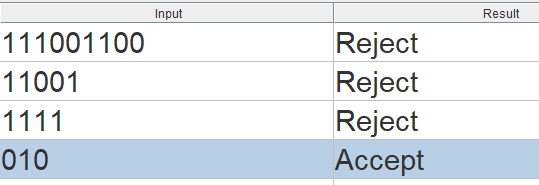 Input Result
111001100 Reject
11001 Reject
1111 Reject
010 Accept